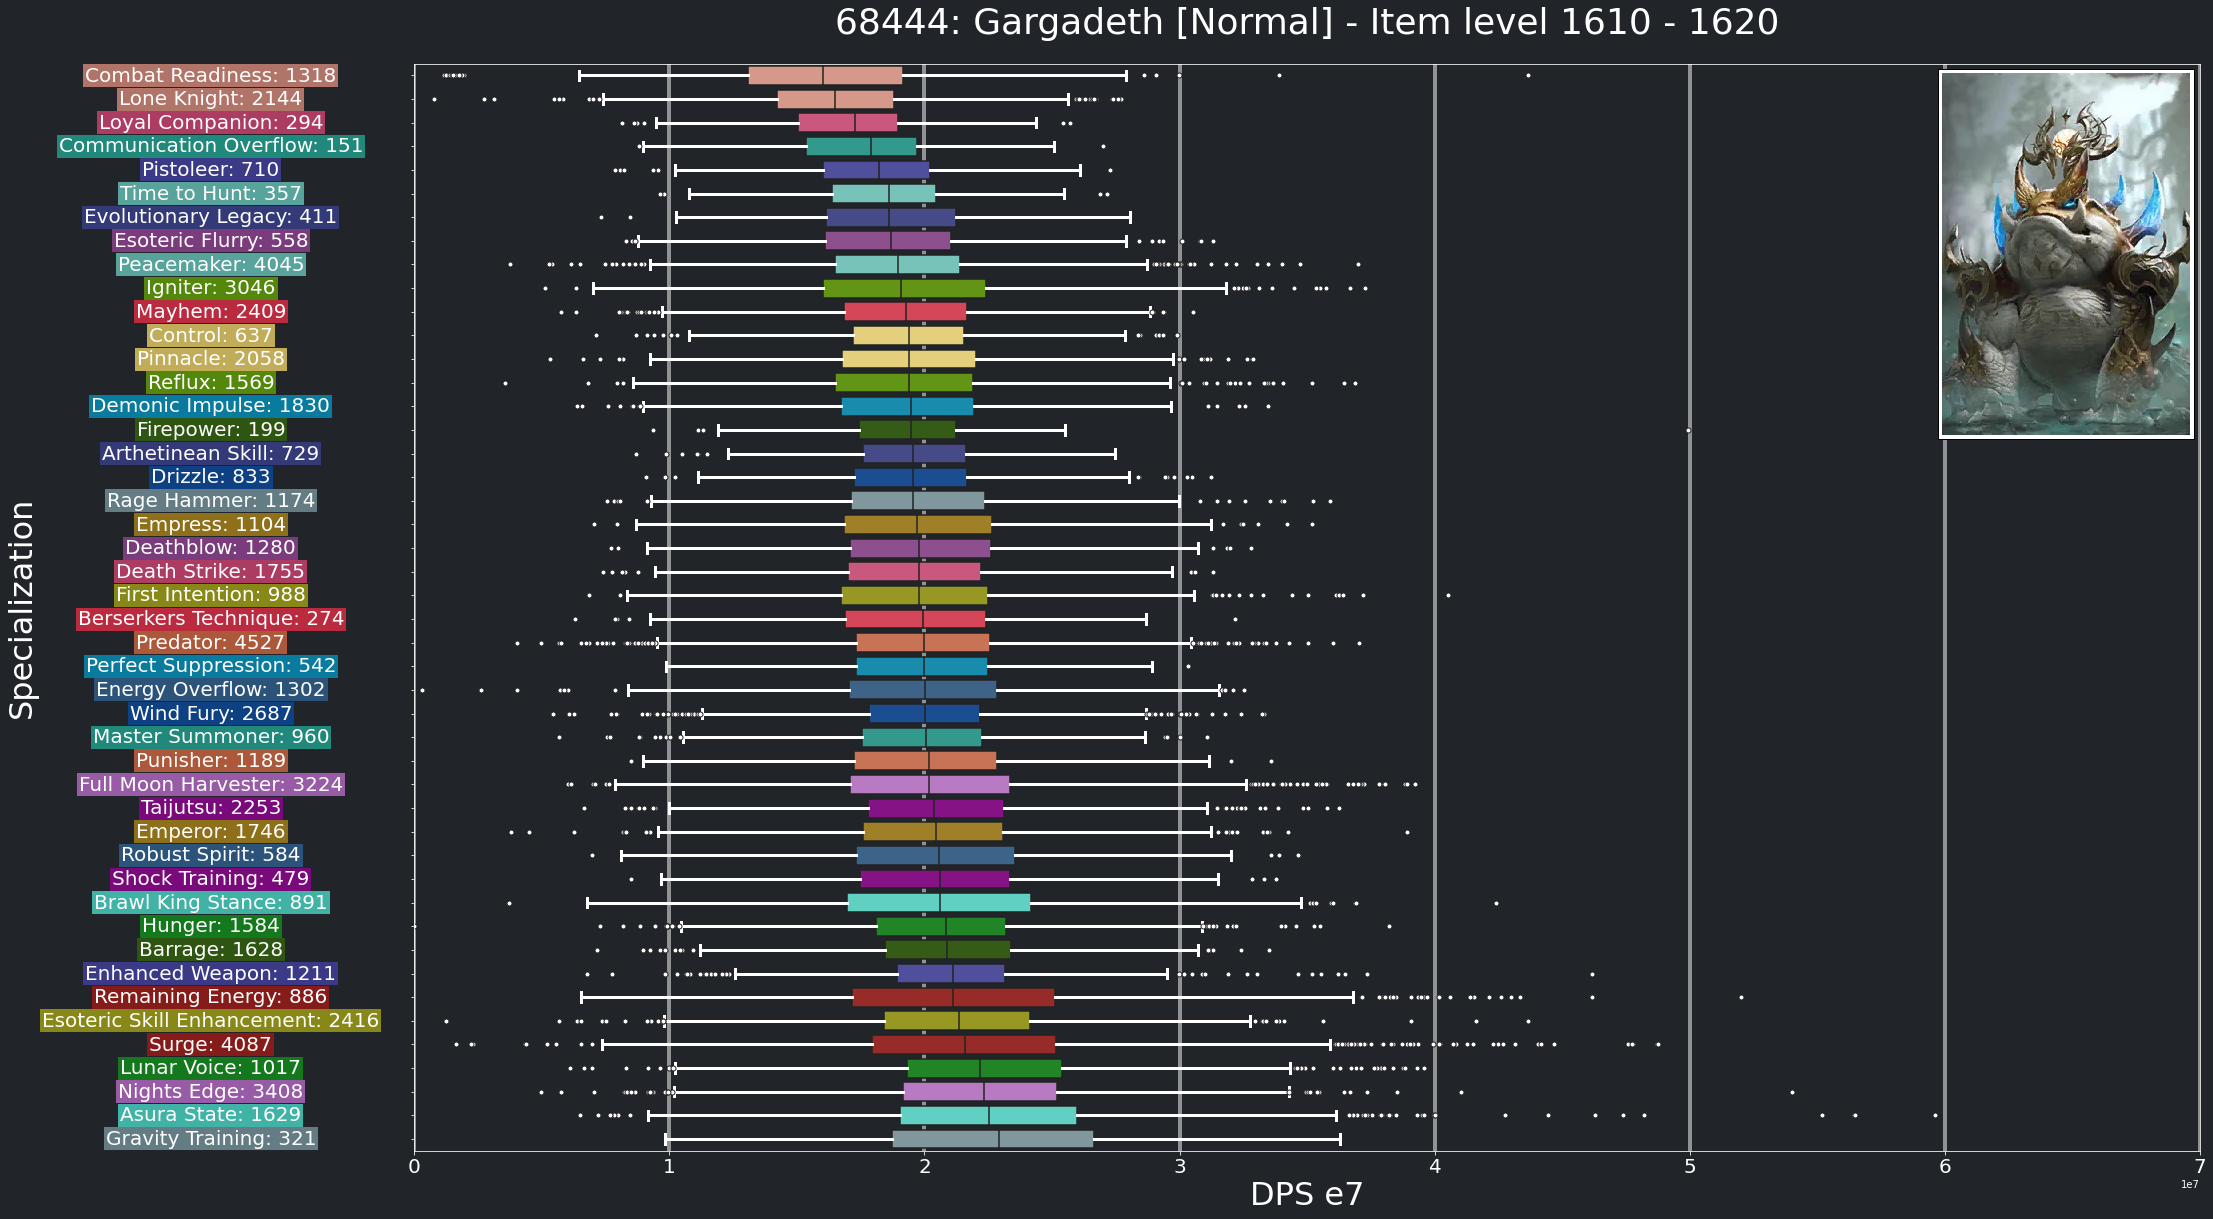 68444: Gargadeth [Normal] - Item level 1610 - 1620
Specialization
Combat Readiness: 1318
Lone Knight: 2144
Loyal Companion: 294
Communication Overflow: 151
Pistoleer: 710
Time to Hunt: 357
Evolutionary Legacy: 411
Esoteric Flurry: 558
Peacemaker: 4045
Igniter: 3046
Mayhem: 2409
Control: 637
Pinnacle: 2058
Reflux: 1569
Demonic Impulse: 1830
Firepower: 199
Arthetinean Skill: 729
Drizzle: 833
Rage Hammer: 1174
Empress: 1104
Deathblow: 1280
Death Strike: 1755
First Intention: 988
Berserkers Technique: 274
Predator: 4527
Perfect Suppression: 542
Energy Overflow: 1302
Wind Fury: 2687
Master Summoner: 960
Punisher: 1189
Full Moon Harvester: 3224
Taijutsu: 2253
Emperor: 1746
Robust Spirit: 584
Shock Training: 479
Brawl King Stance: 891
Hunger: 1584
Barrage: 1628
Enhanced Weapon: 1211
Remaining Energy: 886
Esoteric Skill Enhancement: 2416
Surge: 4087
Lunar Voice: 1017
Nights Edge: 3408
Asura State: 1629
Gravity Training: 321
0 1 2 3 4 5 6 7
1e7
DPS e7